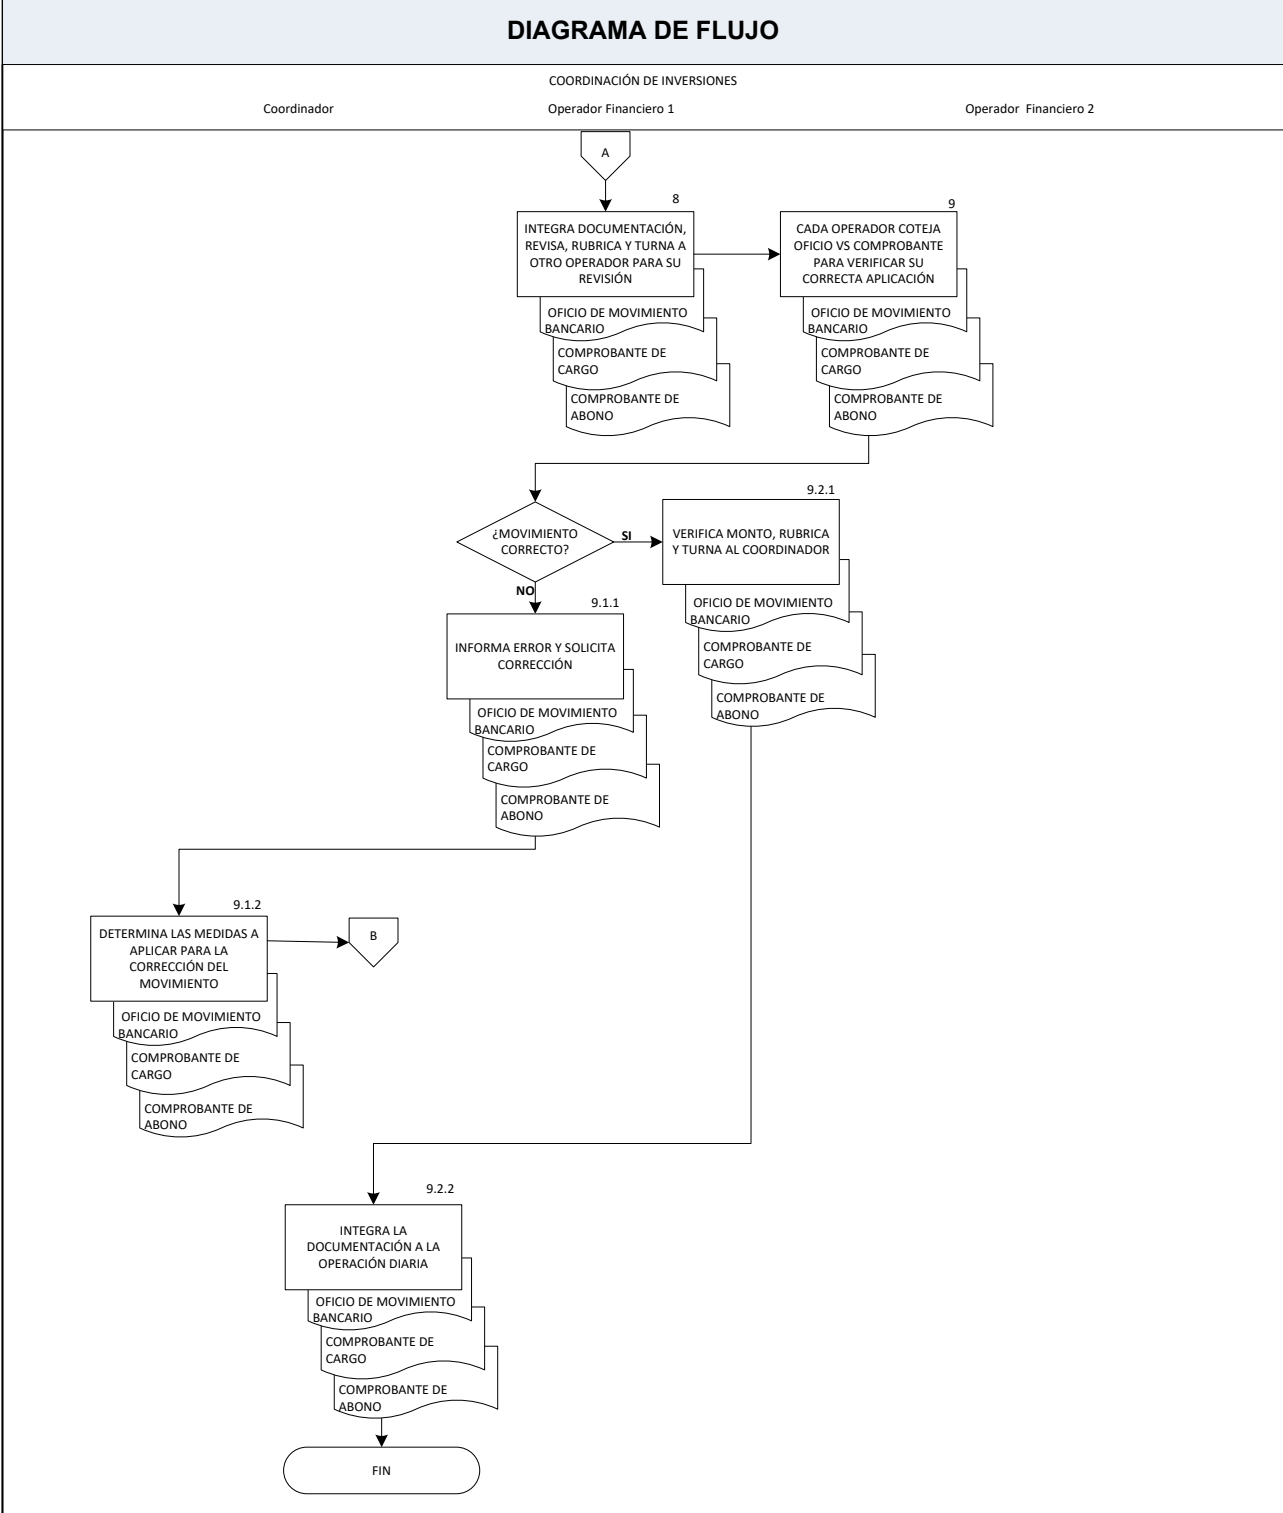 DIAGRAMA DE FLUJO
COORDINACIÓN DE INVERSIONES
Coordinador
Operador Financiero 1
Operador Financiero 2
A
8
INTEGRA DOCUMENTACIÓN,
REVISA, RUBRICA Y TURNA A
OTRO OPERADOR PARA SU
REVISIÓN
OFICIO DE MOVIMIENTO
BANCARIO
COMPROBANTE DE
CARGO
COMPROBANTE DE
ABONO
9
CADA OPERADOR COTEJA
OFICIO VS COMPROBANTE
PARA VERIFICAR SU
CORRECTA APLICACIÓN
OFICIO DE MOVIMIENTO
BANCARIO
COMPROBANTE DE
CARGO
COMPROBANTE DE
ABONO
¿MOVIMIENTO
CORRECTO?
SI
9.2.1
VERIFICA MONTO, RUBRICA
Y TURNA AL COORDINADOR
OFICIO DE MOVIMIENTO
BANCARIO
COMPROBANTE DE
CARGO
COMPROBANTE DE
ABONO
NO
9.1.1
INFORMA ERROR Y SOLICITA
CORRECCIÓN
OFICIO DE MOVIMIENTO
BANCARIO
COMPROBANTE DE
CARGO
COMPROBANTE DE
ABONO
9.1.2
DETERMINA LAS MEDIDAS A
APLICAR PARA LA
CORRECCIÓN DEL
MOVIMIENTO
OFICIO DE MOVIMIENTO
BANCARIO
COMPROBANTE DE
CARGO
COMPROBANTE DE
ABONO
B
9.2.2
INTEGRA LA
DOCUMENTACIÓN A LA
OPERACIÓN DIARIA
OFICIO DE MOVIMIENTO
BANCARIO
COMPROBANTE DE
CARGO
COMPROBANTE DE
ABONO
FIN